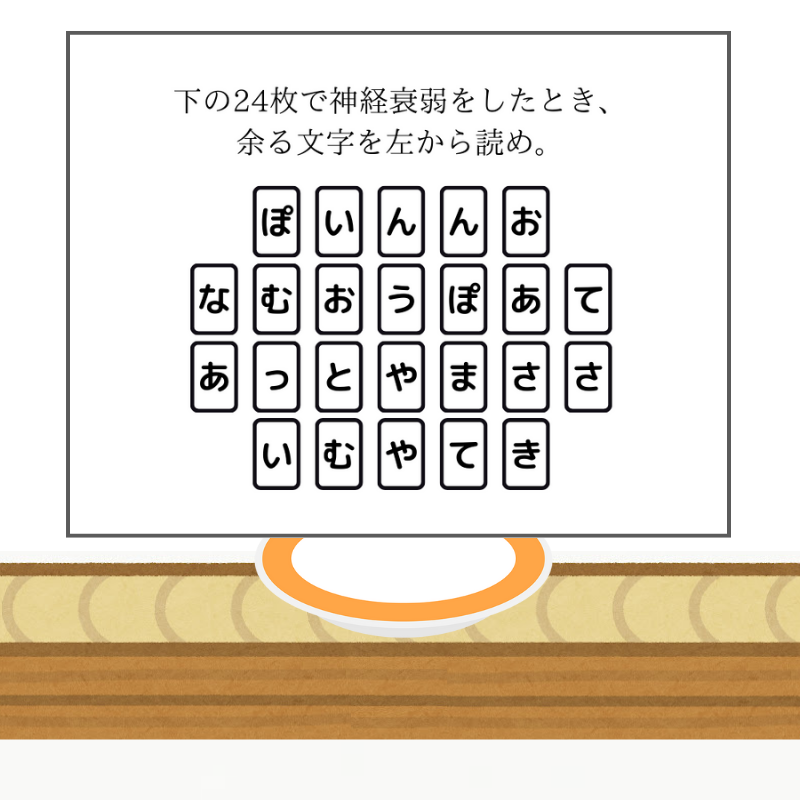 下の24枚で神経衰弱をしたとき、
余る文字を左から読め。
ぽいんんお
なむおうぽあて
あっとやまささ
いむやてき